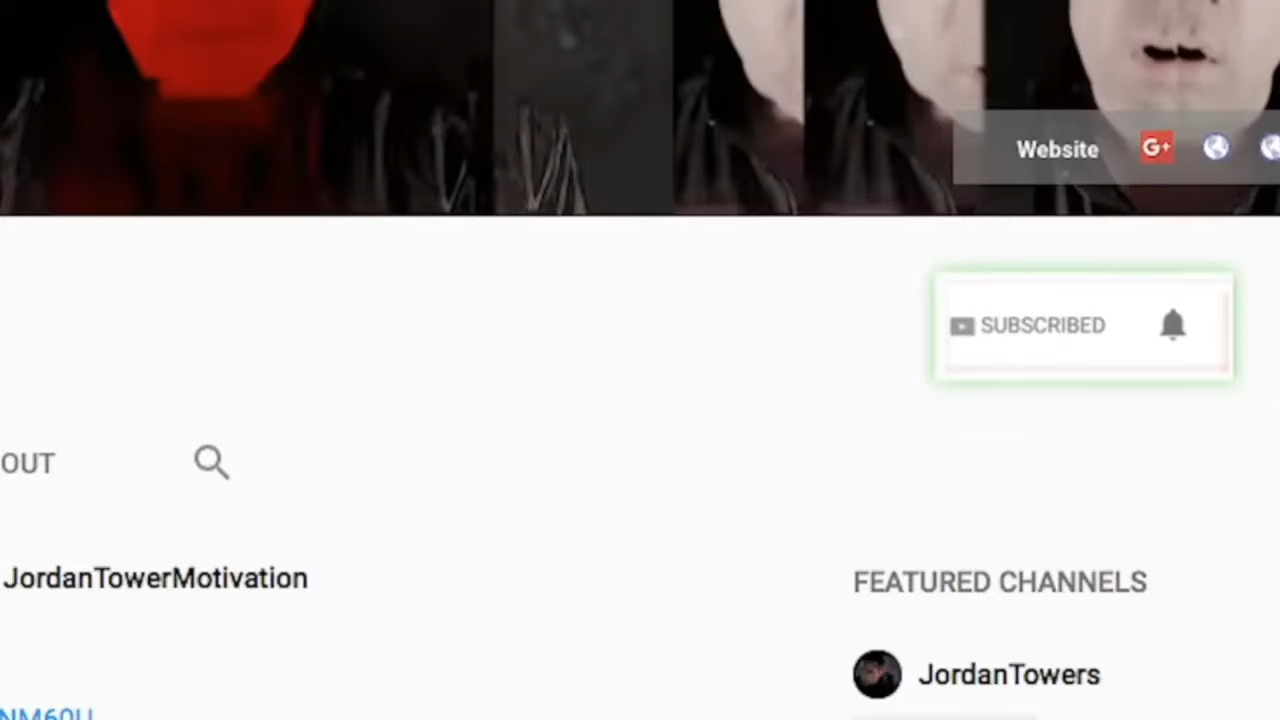 Website G+
SUBSCRIBED
OUT
JordanTowerMotivation
FEATURED CHANNELS
JordanTowers